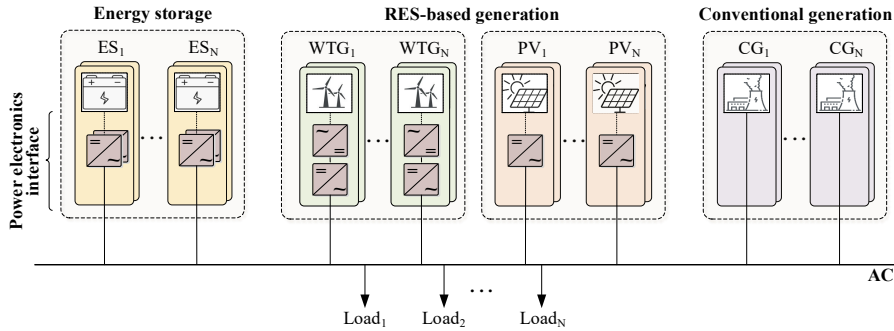 Energy storage
RES-based generation
Conventional generation
ES1
ESN
WTG1
WTGN
PV1
PVN
CG1
CGN
...
...
...
...
Power electronics
interface
AC
...
Load1
Load2
LoadN